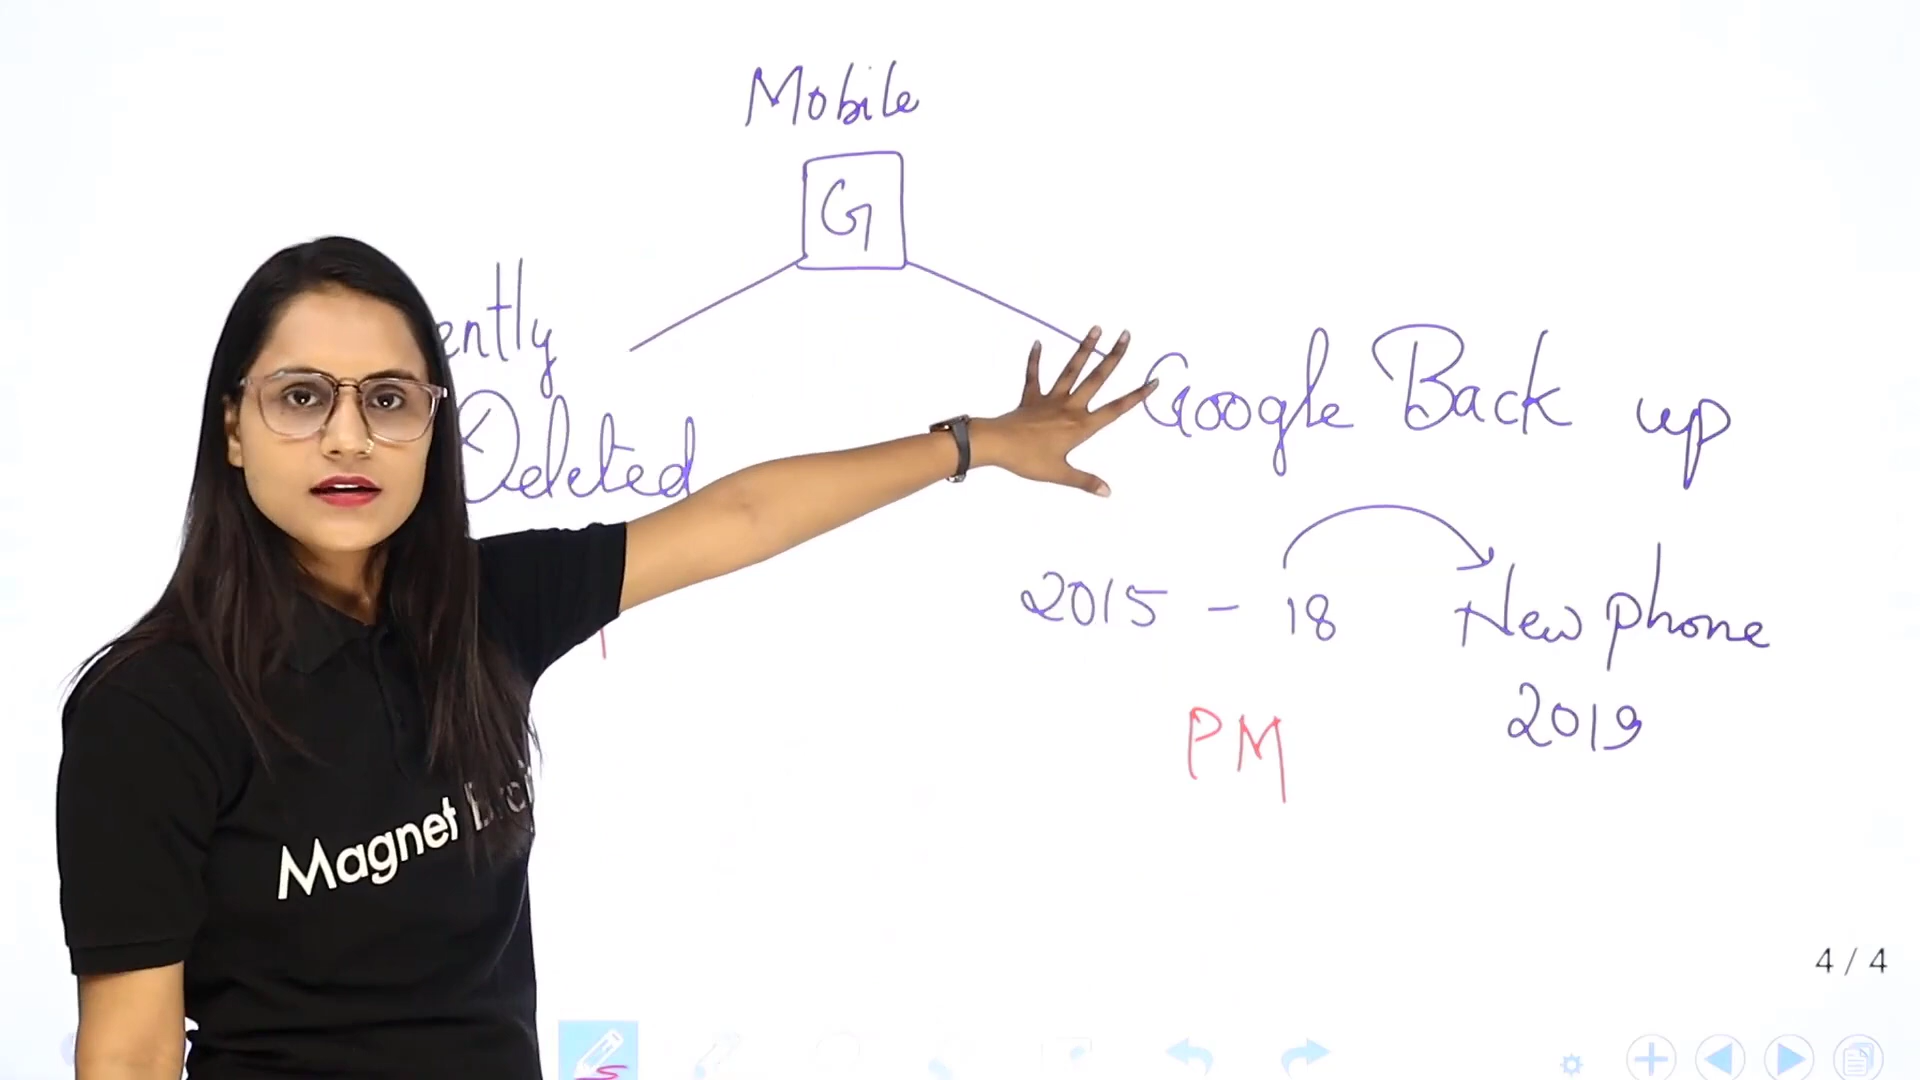 Mobile
G
ently
Deleted
Google Back up
2015 - 18
New phone
2019
PM
Magnet
4 / 4